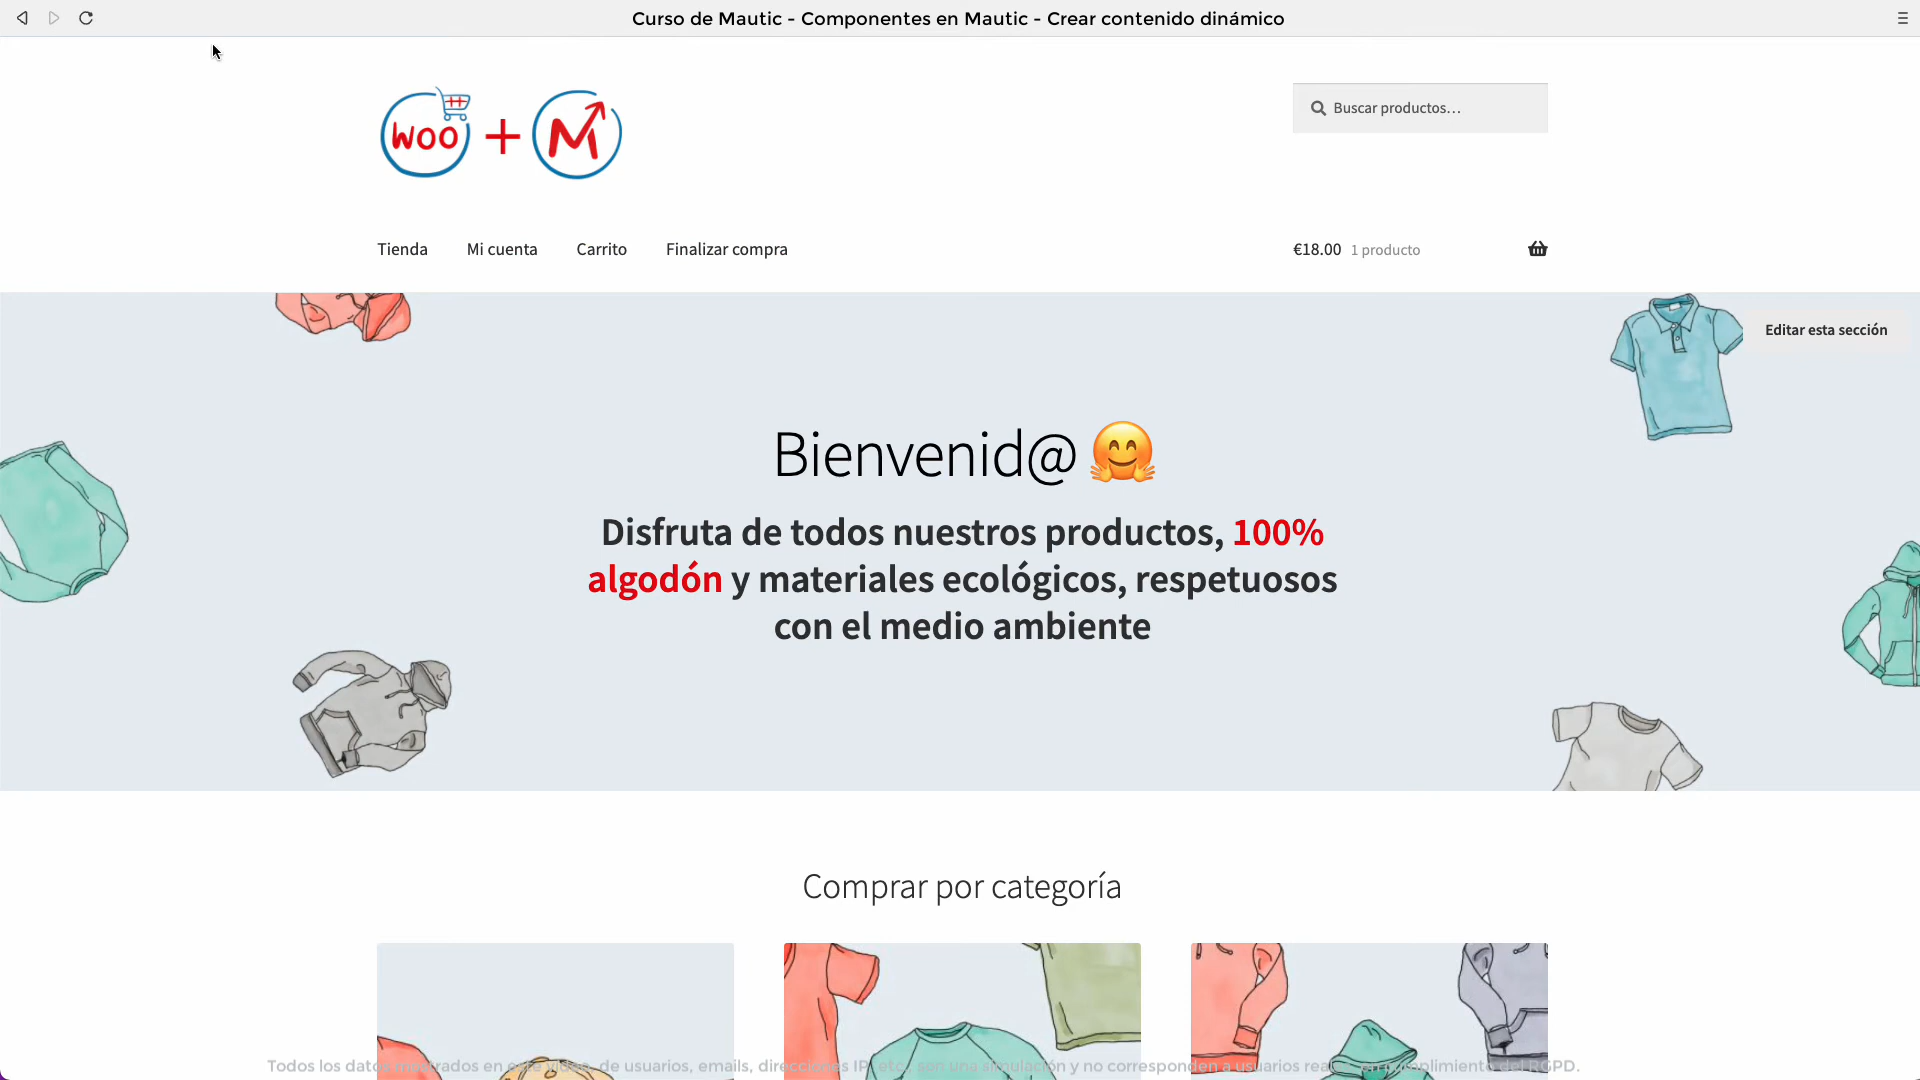 Curso de Mautic - Componentes en Mautic - Crear contenido dinámico
woo + M
Buscar productos…
Tienda
Mi cuenta
Carrito
Finalizar compra
€18.00 1 producto
Editar esta sección
Bienvenid@
Disfruta de todos nuestros productos, 100%
algodón y materiales ecológicos, respetuosos
con el medio ambiente
Comprar por categoría
Todos los datos mostrados en este video, de usuarios, emails, direcciones IP, etc, son una simulación y no corresponden a usuarios reales, en cumplimiento del RGPD.